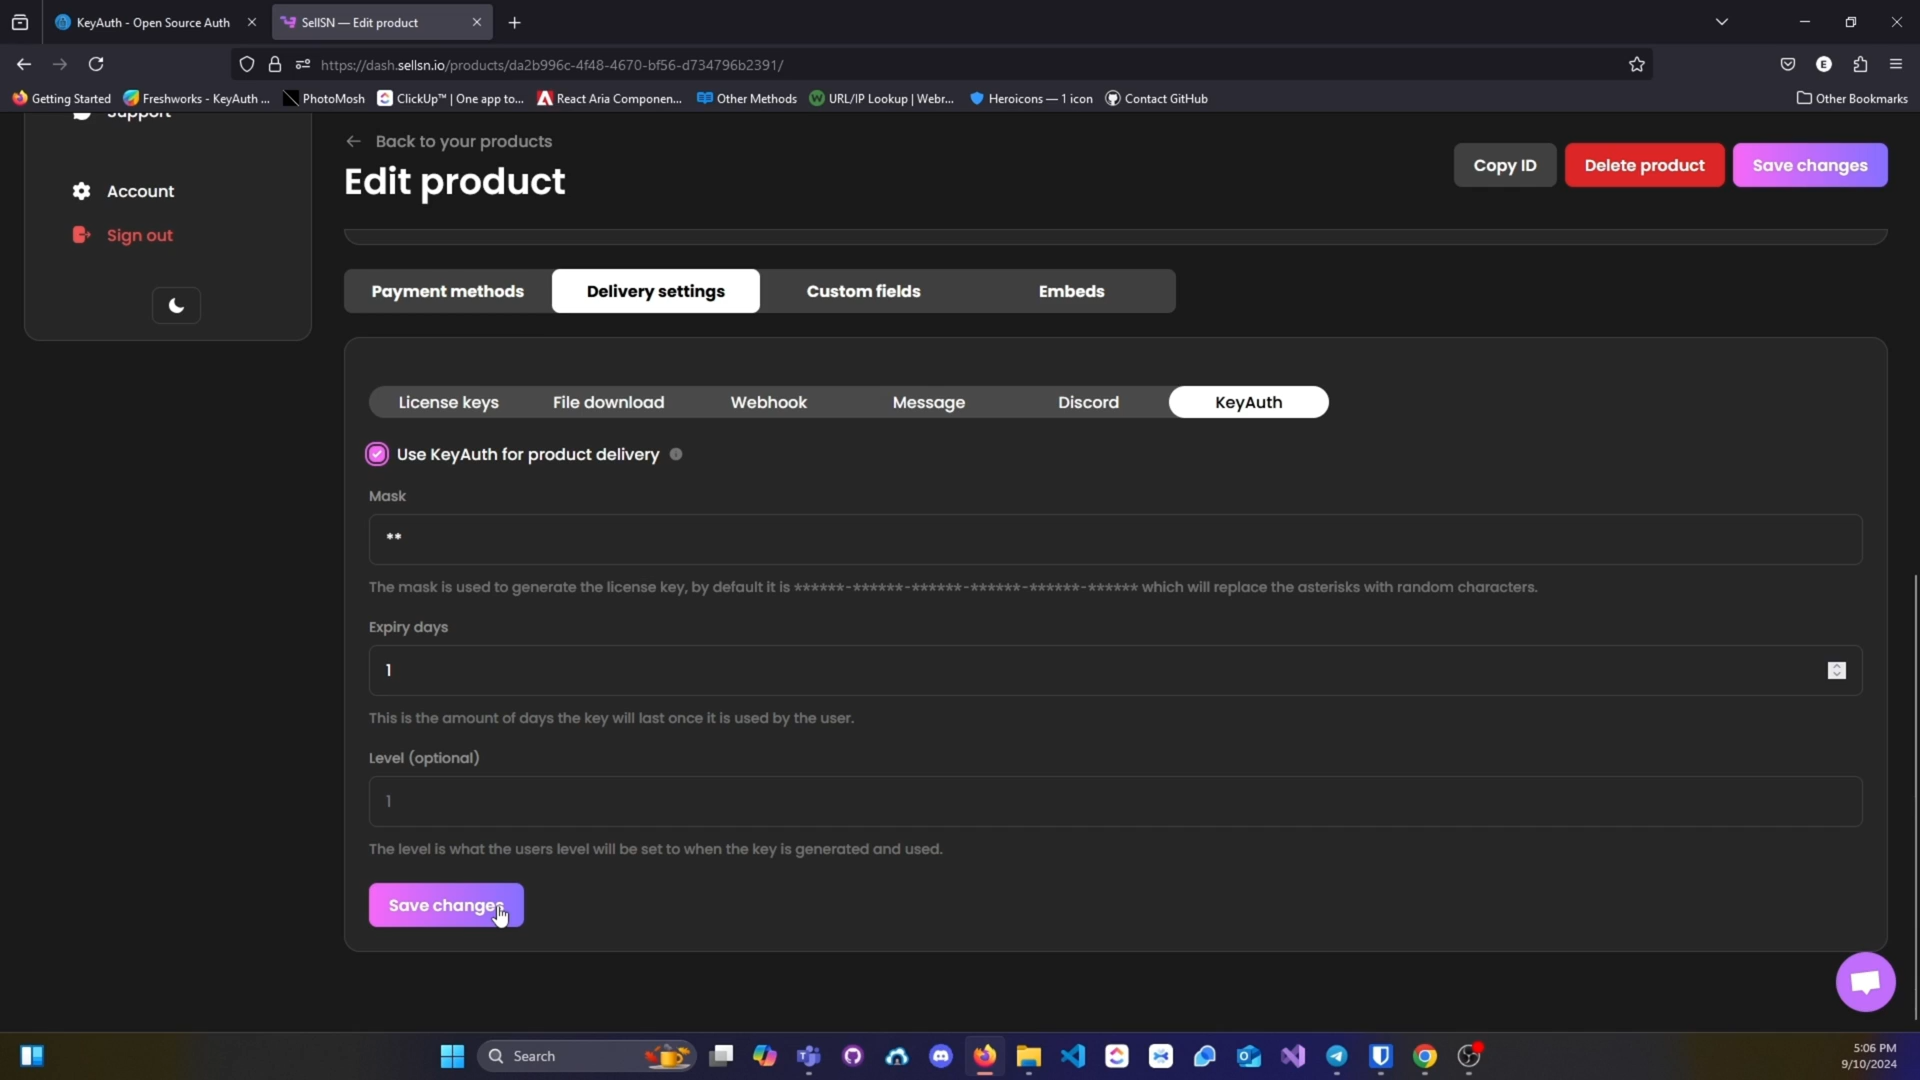 KeyAuth - Open Source Auth
SellSN — Edit product
https://dash.sellsn.io/products/da2b996c-4f48-4670-bf56-d734796b2391/
E
Getting Started
Freshworks - KeyAuth ...
PhotoMosh
ClickUp™ | One app to...
React Aria Componen...
Other Methods
URL/IP Lookup | Webr...
Heroicons — 1 icon
Contact GitHub
Other Bookmarks
Support
Back to your products
Edit product
Copy ID
Delete product
Save changes
Account
Sign out
Payment methods
Delivery settings
Custom fields
Embeds
License keys
File download
Webhook
Message
Discord
KeyAuth
Use KeyAuth for product delivery
Mask
**
The mask is used to generate the license key, by default it is ******-******-******-******-******-****** which will replace the asterisks with random characters.
Expiry days
1
This is the amount of days the key will last once it is used by the user.
Level (optional)
1
The level is what the users level will be set to when the key is generated and used.
Save changes
Search
5:06 PM
9/10/2024